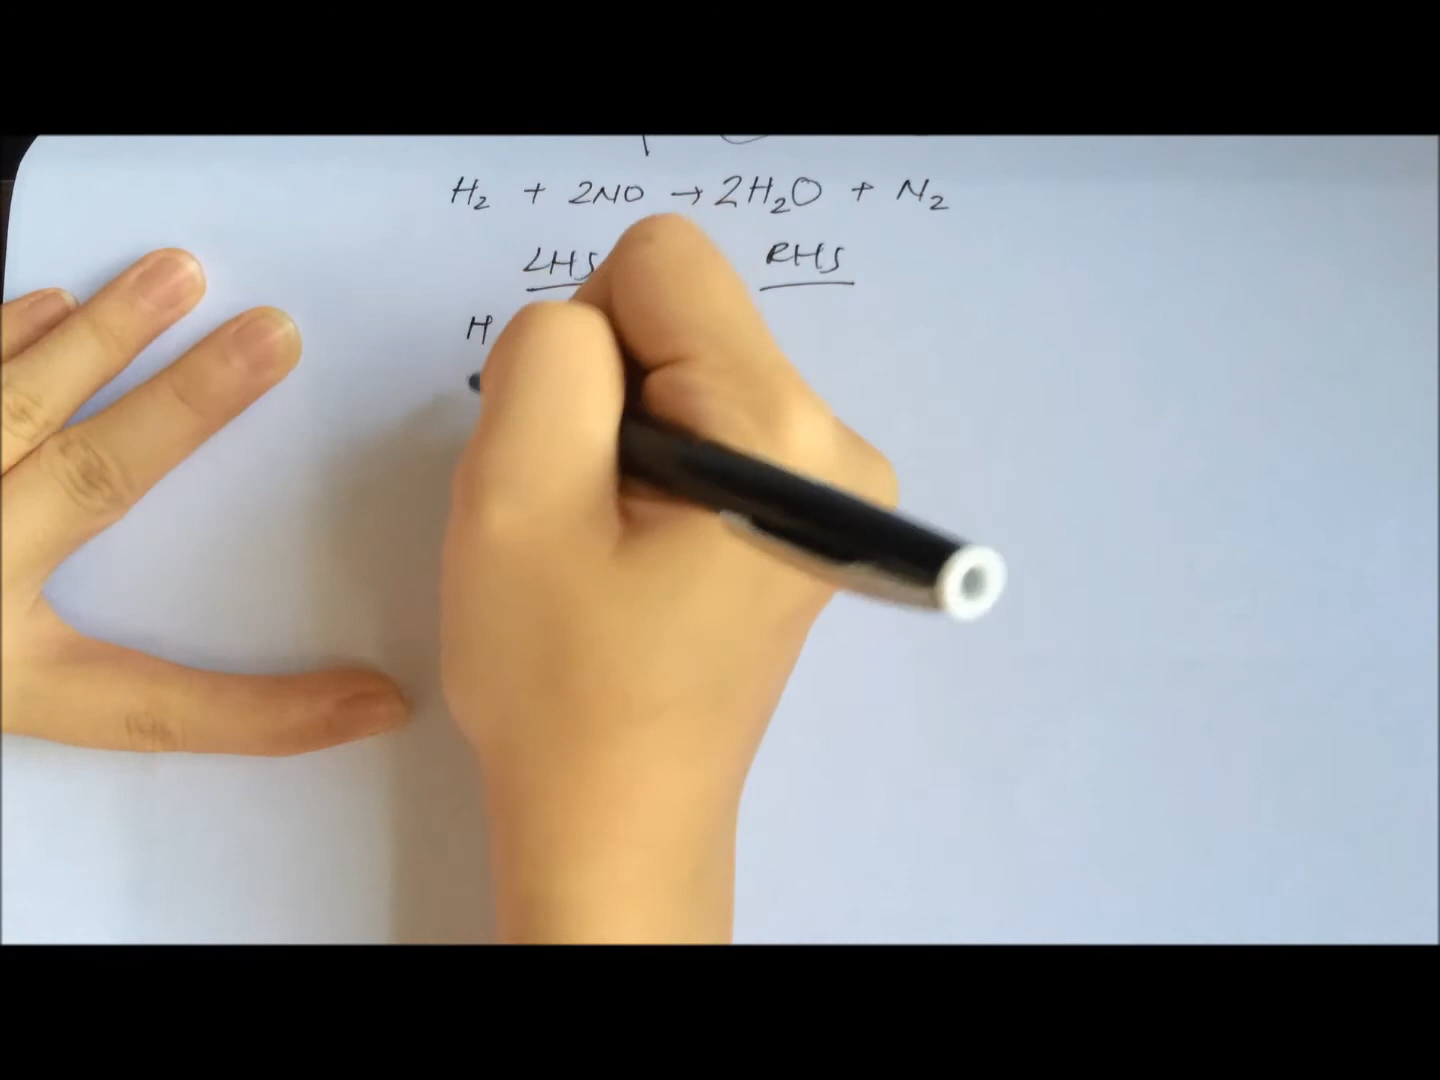 H₂ + 2NO → 2H₂O + N₂
LHS RHS
H